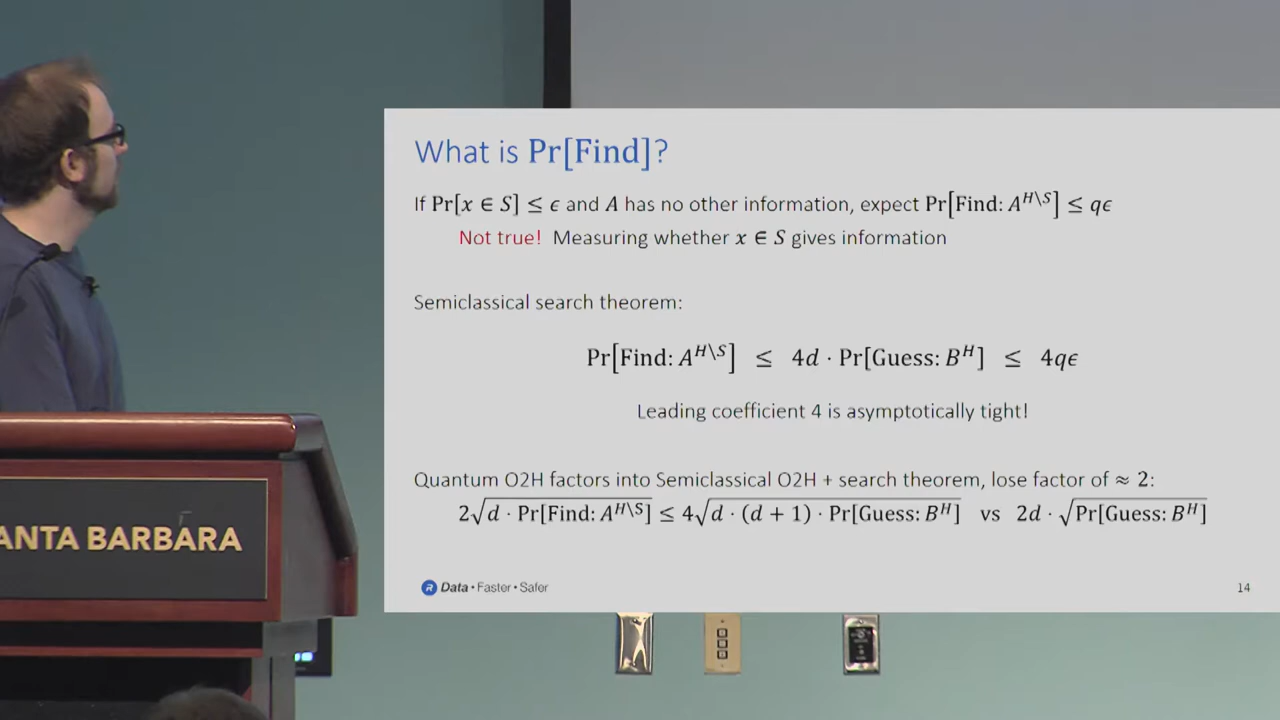 What is Pr[Find]?
If Pr[x ∈ S] ≤ ϵ and A has no other information, expect Pr[Find: A^{H\S}] ≤ qϵ
Not true! Measuring whether x ∈ S gives information
Semiclassical search theorem:
Pr[Find: A^{H\S}] ≤ 4d · Pr[Guess: B^H] ≤ 4qϵ
Leading coefficient 4 is asymptotically tight!
Quantum O2H factors into Semiclassical O2H + search theorem, lose factor of ≈ 2:
2√(d · Pr[Find: A^{H\S}]) ≤ 4√(d · (d + 1) · Pr[Guess: B^H]) vs 2d · √(Pr[Guess: B^H])
R Data • Faster • Safer
14
ANTA BARBARA